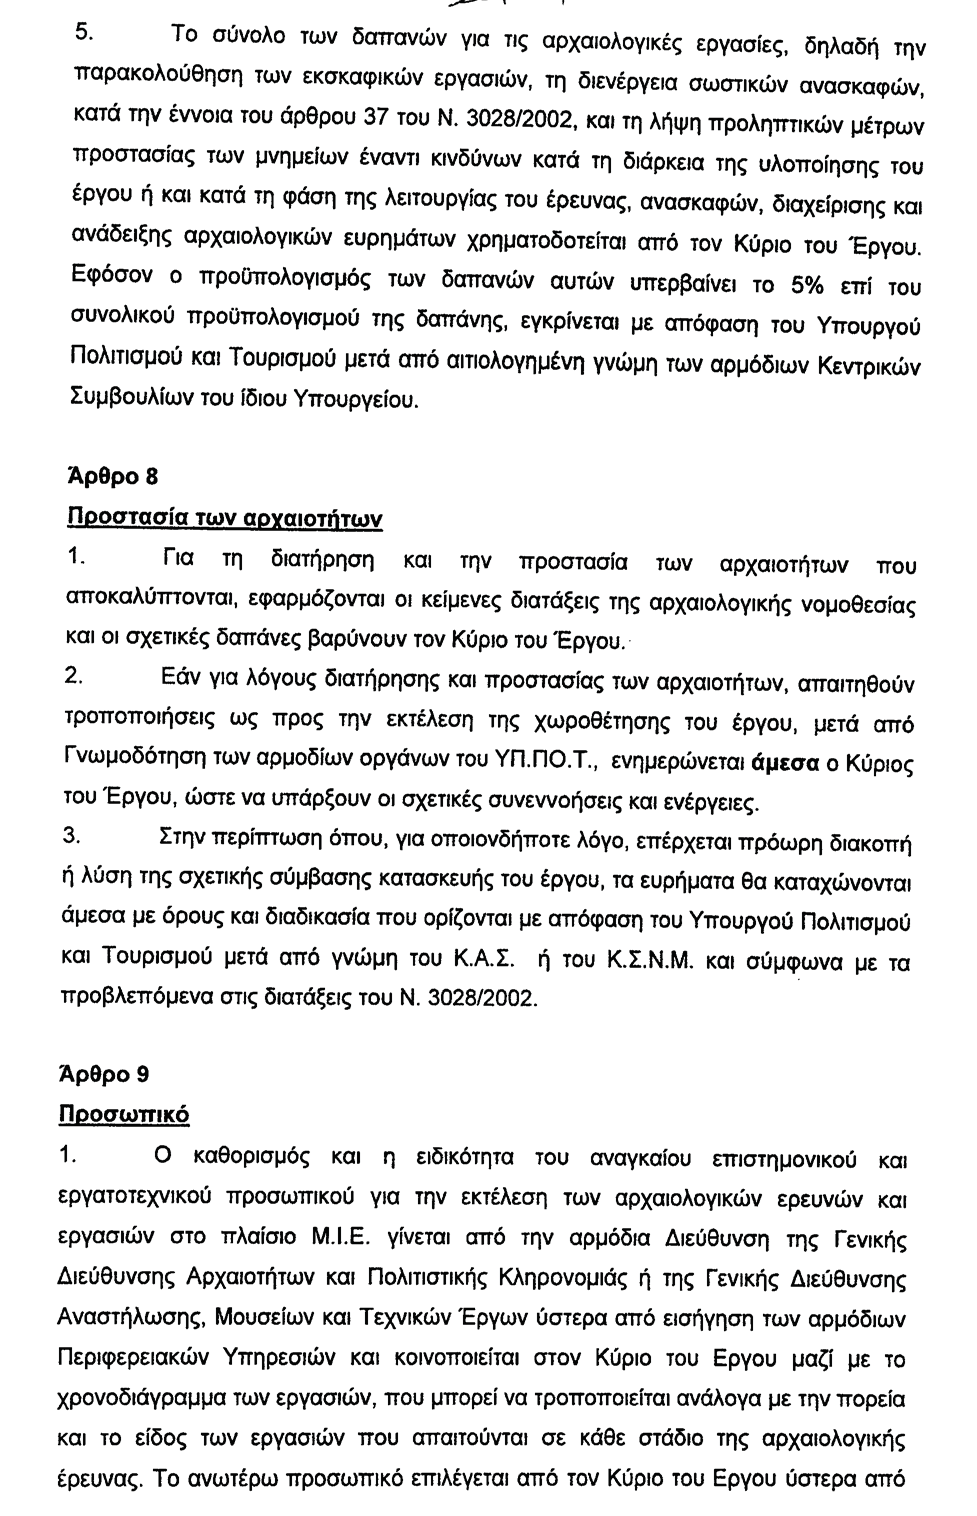 5. Το σύνολο των δαπανών για τις αρχαιολογικές εργασίες, δηλαδή την
παρακολούθηση των εκσκαφικών εργασιών, τη διενέργεια σωστικών ανασκαφών,
κατά την έννοια του άρθρου 37 του Ν. 3028/2002, και τη λήψη προληπτικών μέτρων
προστασίας των μνημείων έναντι κινδύνων κατά τη διάρκεια της υλοποίησης του
έργου ή και κατά τη φάση της λειτουργίας του έρευνας, ανασκαφών, διαχείρισης και
ανάδειξης αρχαιολογικών ευρημάτων χρηματοδοτείται από τον Κύριο του Έργου.
Εφόσον ο προϋπολογισμός των δαπανών αυτών υπερβαίνει το 5% επί του
συνολικού προϋπολογισμού της δαπάνης, εγκρίνεται με απόφαση του Υπουργού
Πολιτισμού και Τουρισμού μετά από αιτιολογημένη γνώμη των αρμόδιων Κεντρικών
Συμβουλίων του ίδιου Υπουργείου.
Άρθρο 8
Προστασία των αρχαιοτήτων
1. Για τη διατήρηση και την προστασία των αρχαιοτήτων που
αποκαλύπτονται, εφαρμόζονται οι κείμενες διατάξεις της αρχαιολογικής νομοθεσίας
και οι σχετικές δαπάνες βαρύνουν τον Κύριο του Έργου.
2. Εάν για λόγους διατήρησης και προστασίας των αρχαιοτήτων, απαιτηθούν
τροποποιήσεις ως προς την εκτέλεση της χωροθέτησης του έργου, μετά από
Γνωμοδότηση των αρμοδίων οργάνων του ΥΠ.ΠΟ.Τ., ενημερώνεται άμεσα ο Κύριος
του Έργου, ώστε να υπάρξουν οι σχετικές συνεννοήσεις και ενέργειες.
3. Στην περίπτωση όπου, για οποιονδήποτε λόγο, επέρχεται πρόωρη διακοπή
ή λύση της σχετικής σύμβασης κατασκευής του έργου, τα ευρήματα θα καταχώνονται
άμεσα με όρους και διαδικασία που ορίζονται με απόφαση του Υπουργού Πολιτισμού
και Τουρισμού μετά από γνώμη του Κ.Α.Σ. ή του Κ.Σ.Ν.Μ. και σύμφωνα με τα
προβλεπόμενα στις διατάξεις του Ν. 3028/2002.
Άρθρο 9
Προσωπικό
1. Ο καθορισμός και η ειδικότητα του αναγκαίου επιστημονικού και
εργατοτεχνικού προσωπικού για την εκτέλεση των αρχαιολογικών ερευνών και
εργασιών στο πλαίσιο Μ.Ι.Ε. γίνεται από την αρμόδια Διεύθυνση της Γενικής
Διεύθυνσης Αρχαιοτήτων και Πολιτιστικής Κληρονομιάς ή της Γενικής Διεύθυνσης
Αναστήλωσης, Μουσείων και Τεχνικών Έργων ύστερα από εισήγηση των αρμόδιων
Περιφερειακών Υπηρεσιών και κοινοποιείται στον Κύριο του Εργου μαζί με το
χρονοδιάγραμμα των εργασιών, που μπορεί να τροποποιείται ανάλογα με την πορεία
και το είδος των εργασιών που απαιτούνται σε κάθε στάδιο της αρχαιολογικής
έρευνας. Το ανωτέρω προσωπικό επιλέγεται από τον Κύριο του Εργου ύστερα από